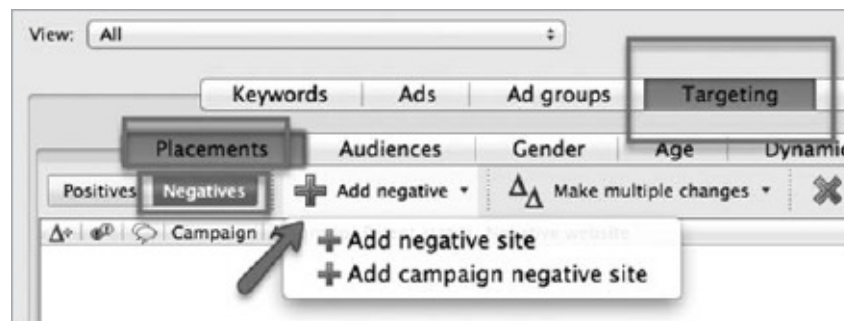 View: All
Keywords Ads Ad groups Targeting
Placements Audiences Gender Age Dynamic
Positives Negatives Add negative Make multiple changes
Campaign
Add negative site
Add campaign negative site